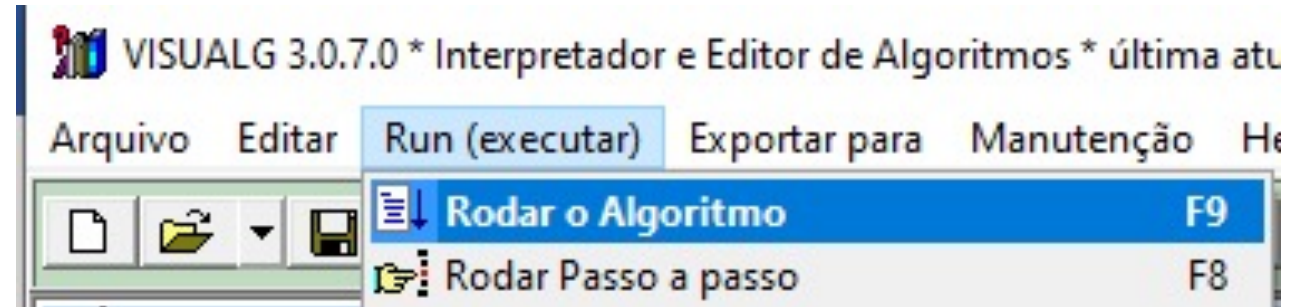 VISUALG 3.0.7.0 * Interpretador e Editor de Algoritmos * última
Arquivo Editar Run (executar) Exportar para Manutenção
Rodar o Algoritmo F9
Rodar Passo a passo F8